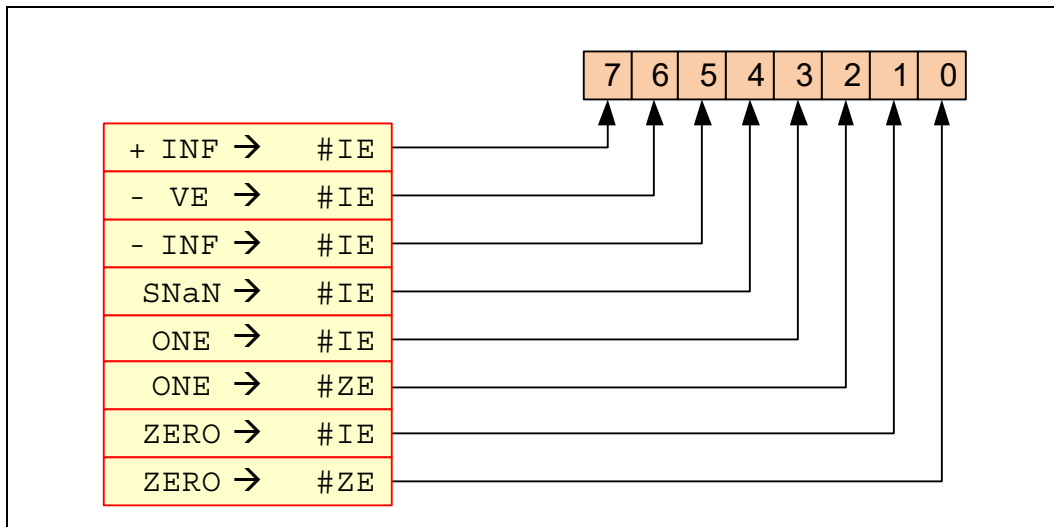 7 6 5 4 3 2 1 0
+ INF → #IE
- VE → #IE
- INF → #IE
SNaN → #IE
ONE → #IE
ONE → #ZE
ZERO → #IE
ZERO → #ZE